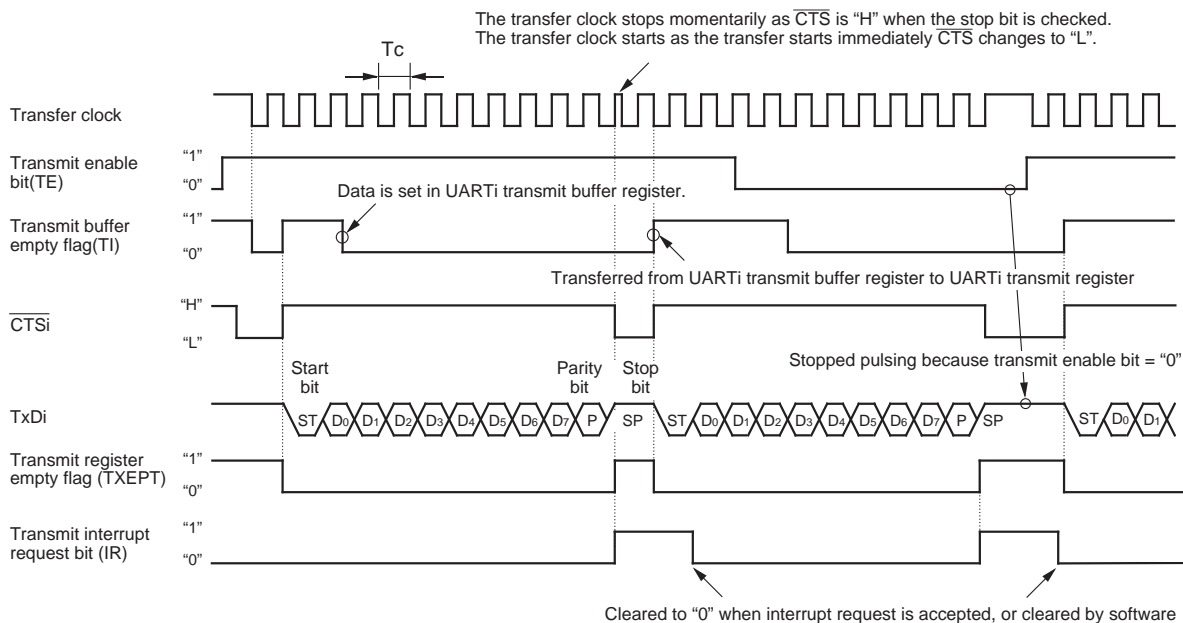 The transfer clock stops momentarily as CTS is “H” when the stop bit is checked.
The transfer clock starts as the transfer starts immediately CTS changes to “L”.
Tc
Transfer clock
Transmit enable
bit(TE)
“1”
“0”
Data is set in UARTi transmit buffer register.
Transmit buffer
empty flag(TI)
“1”
“0”
Transferred from UARTi transmit buffer register to UARTi transmit register
CTSi
“H”
“L”
Stopped pulsing because transmit enable bit = “0”
Start
bit
Parity
bit
Stop
bit
TxDi
ST D0 D1 D2 D3 D4 D5 D6 D7 P SP ST D0 D1 D2 D3 D4 D5 D6 D7 P SP ST D0 D1
Transmit register
empty flag (TXEPT)
“1”
“0”
Transmit interrupt
request bit (IR)
“1”
“0”
Cleared to “0” when interrupt request is accepted, or cleared by software